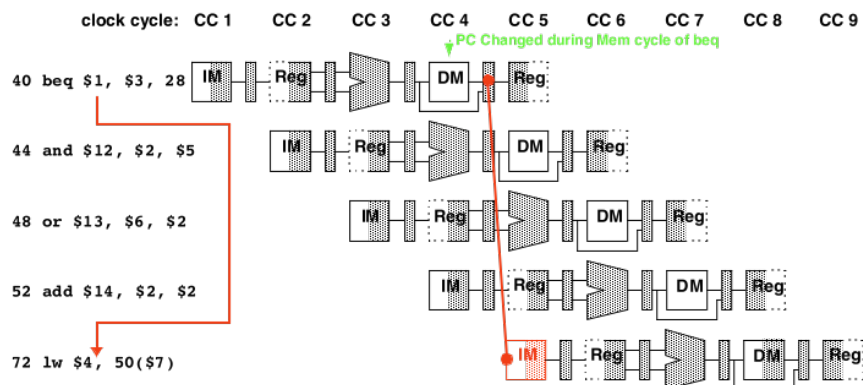 clock cycle: CC 1 CC 2 CC 3 CC 4 CC 5 CC 6 CC 7 CC 8 CC 9
PC Changed during Mem cycle of beq
40 beq $1, $3, 28 IM Reg DM Reg
44 and $12, $2, $5 IM Reg DM Reg
48 or $13, $6, $2 IM Reg DM Reg
52 add $14, $2, $2 IM Reg DM Reg
72 lw $4, 50($7) IM Reg DM Reg